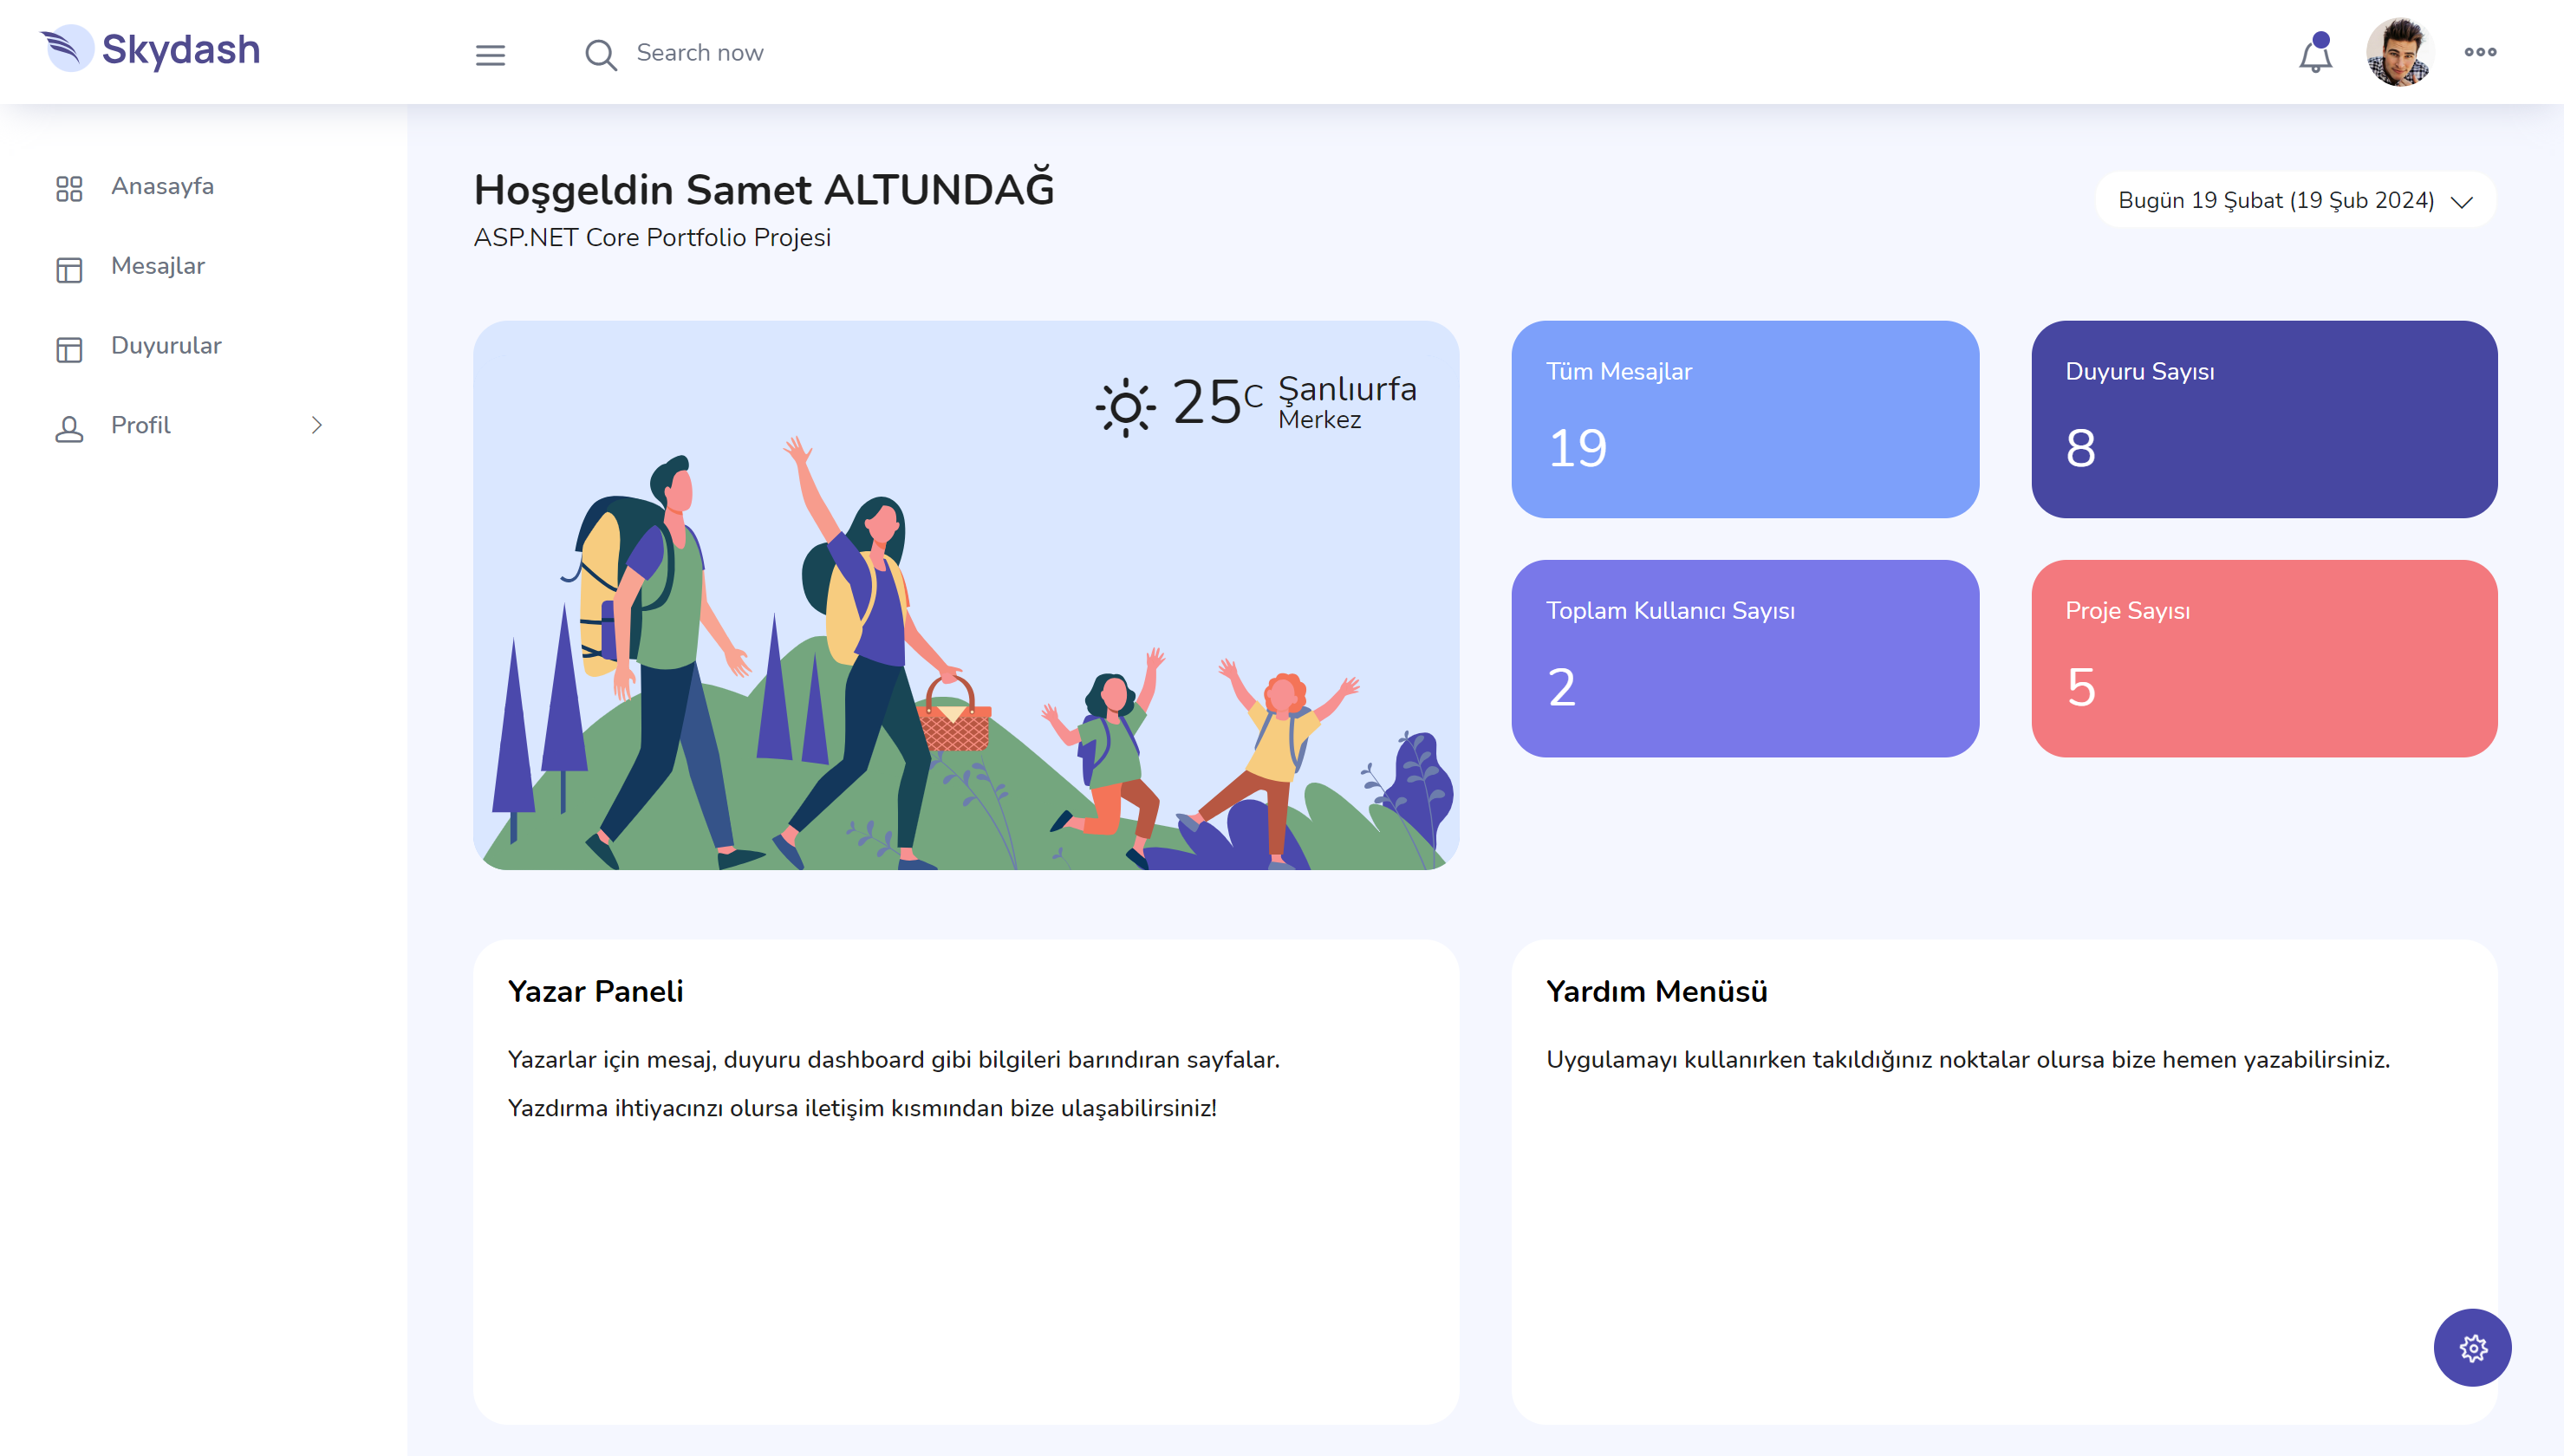 Skydash
Search now
Anasayfa
Mesajlar
Duyurular
Profil
Hoşgeldin Samet ALTUNDAĞ
ASP.NET Core Portfolio Projesi
Bugün 19 Şubat (19 Şub 2024)
25C Şanlıurfa
Merkez
Tüm Mesajlar
19
Duyuru Sayısı
8
Toplam Kullanıcı Sayısı
2
Proje Sayısı
5
Yazar Paneli
Yazarlar için mesaj, duyuru dashboard gibi bilgileri barındıran sayfalar.
Yazdırma ihtiyacınzı olursa iletişim kısmından bize ulaşabilirsiniz!
Yardım Menüsü
Uygulamayı kullanırken takıldığınız noktalar olursa bize hemen yazabilirsiniz.